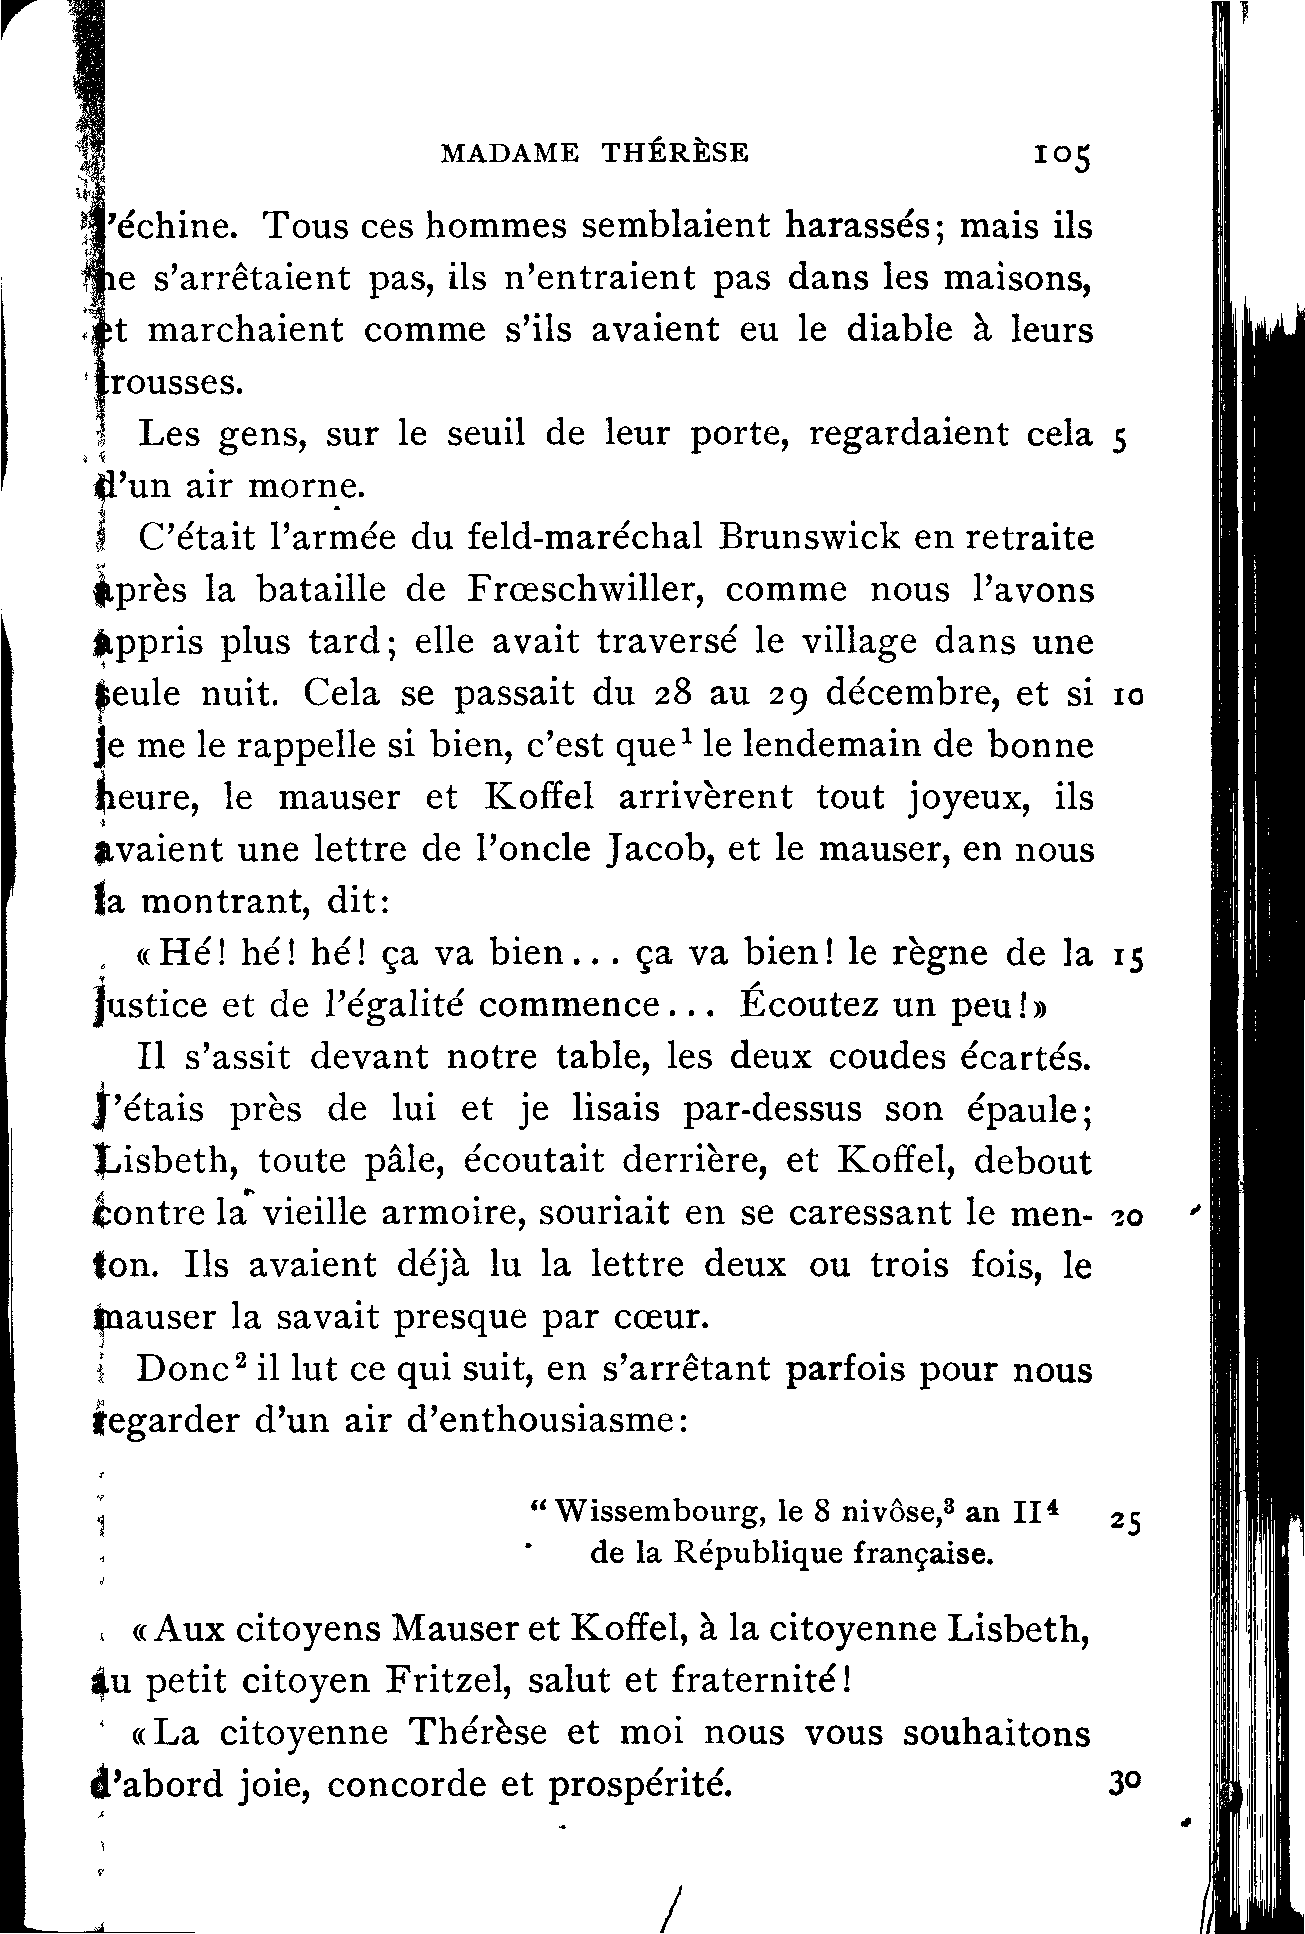 MADAME THÉRÈSE 105
l'échine. Tous ces hommes semblaient harassés; mais ils
ne s'arrêtaient pas, ils n'entraient pas dans les maisons,
et marchaient comme s'ils avaient eu le diable à leurs
trousses.
Les gens, sur le seuil de leur porte, regardaient cela 5
d'un air morne.
C'était l'armée du feld-maréchal Brunswick en retraite
après la bataille de Frœschwiller, comme nous l'avons
appris plus tard; elle avait traversé le village dans une
seule nuit. Cela se passait du 28 au 29 décembre, et si 10
je me le rappelle si bien, c'est que¹ le lendemain de bonne
heure, le mauser et Koffel arrivèrent tout joyeux, ils
avaient une lettre de l'oncle Jacob, et le mauser, en nous
la montrant, dit:
«Hé! hé! hé! ça va bien... ça va bien! le règne de la 15
justice et de l'égalité commence... Écoutez un peu!»
Il s'assit devant notre table, les deux coudes écartés.
J'étais près de lui et je lisais par-dessus son épaule;
Lisbeth, toute pâle, écoutait derrière, et Koffel, debout
contre la vieille armoire, souriait en se caressant le men- 20
ton. Ils avaient déjà lu la lettre deux ou trois fois, le
mauser la savait presque par cœur.
Donc² il lut ce qui suit, en s'arrêtant parfois pour nous
regarder d'un air d'enthousiasme:
“Wissembourg, le 8 nivôse,³ an II⁴ 25
de la République française.
«Aux citoyens Mauser et Koffel, à la citoyenne Lisbeth,
au petit citoyen Fritzel, salut et fraternité!
«La citoyenne Thérèse et moi nous vous souhaitons
d'abord joie, concorde et prospérité. 30